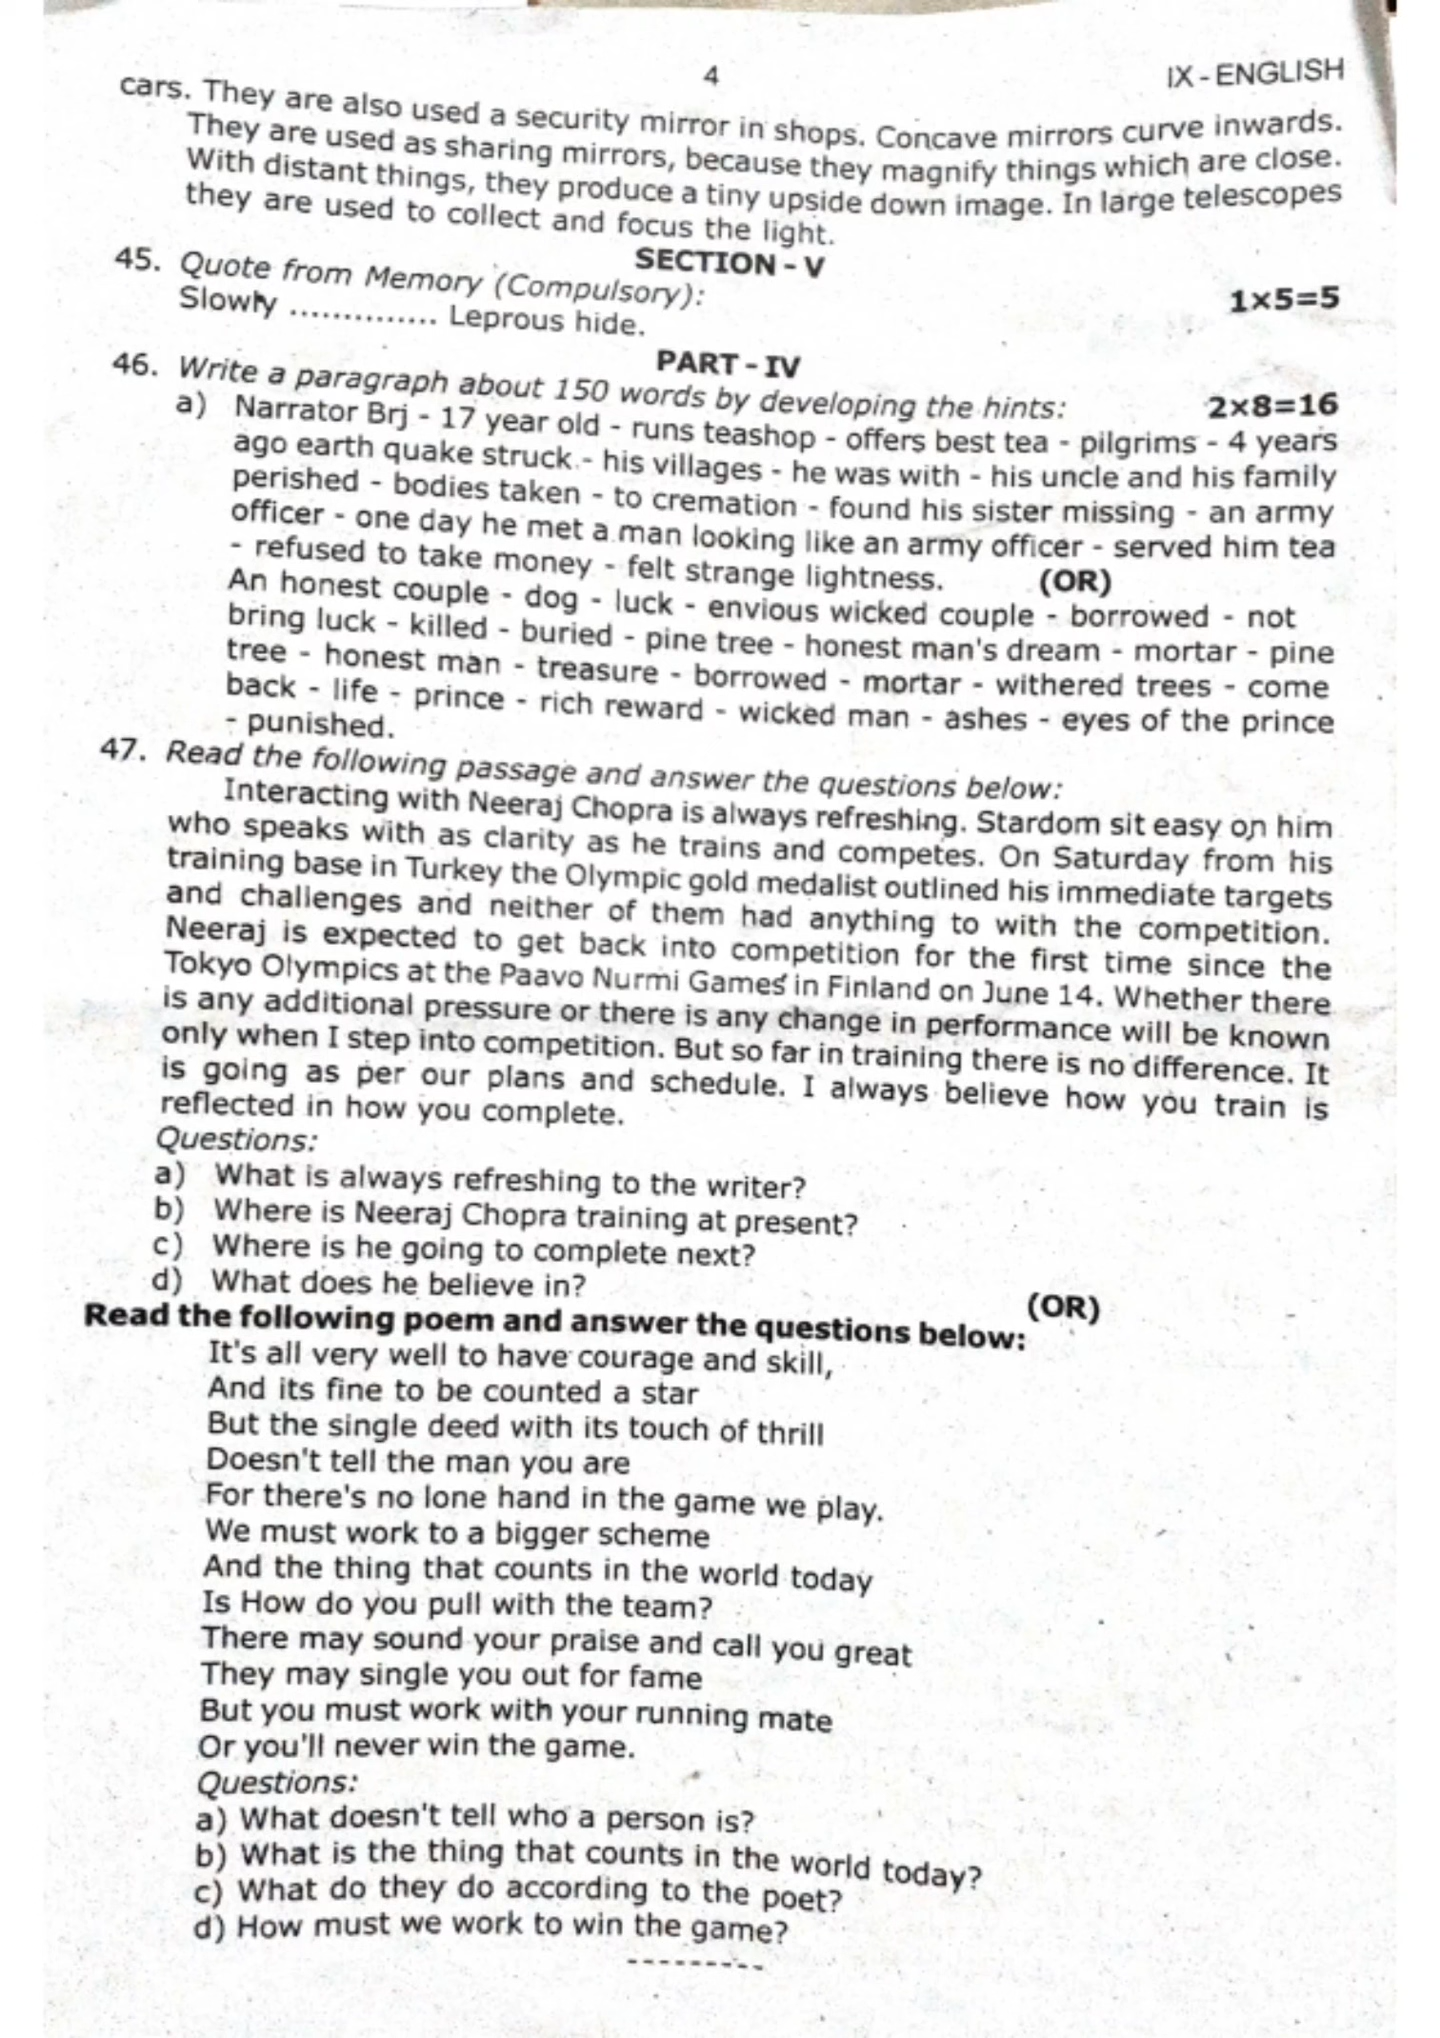 4
IX - ENGLISH
cars. They are also used a security mirror in shops. Concave mirrors curve inwards.
They are used as sharing mirrors, because they magnify things which are close.
With distant things, they produce a tiny upside down image. In large telescopes
they are used to collect and focus the light.
SECTION - V
45. Quote from Memory (Compulsory): 1×5=5
Slowly .............. Leprous hide.
PART - IV
46. Write a paragraph about 150 words by developing the hints: 2×8=16
a) Narrator Brj - 17 year old - runs teashop - offers best tea - pilgrims - 4 years
ago earth quake struck - his villages - he was with - his uncle and his family
perished - bodies taken - to cremation - found his sister missing - an army
officer - one day he met a man looking like an army officer - served him tea
- refused to take money - felt strange lightness. (OR)
An honest couple - dog - luck - envious wicked couple - borrowed - not
bring luck - killed - buried - pine tree - honest man's dream - mortar - pine
tree - honest man - treasure - borrowed - mortar - withered trees - come
back - life - prince - rich reward - wicked man - ashes - eyes of the prince
- punished.
47. Read the following passage and answer the questions below:
Interacting with Neeraj Chopra is always refreshing. Stardom sit easy on him
who speaks with as clarity as he trains and competes. On Saturday from his
training base in Turkey the Olympic gold medalist outlined his immediate targets
and challenges and neither of them had anything to with the competition.
Neeraj is expected to get back into competition for the first time since the
Tokyo Olympics at the Paavo Nurmi Games in Finland on June 14. Whether there
is any additional pressure or there is any change in performance will be known
only when I step into competition. But so far in training there is no difference. It
is going as per our plans and schedule. I always believe how you train is
reflected in how you complete.
Questions:
a) What is always refreshing to the writer?
b) Where is Neeraj Chopra training at present?
c) Where is he going to complete next?
d) What does he believe in?
(OR)
Read the following poem and answer the questions below:
It's all very well to have courage and skill,
And its fine to be counted a star
But the single deed with its touch of thrill
Doesn't tell the man you are
For there's no lone hand in the game we play.
We must work to a bigger scheme
And the thing that counts in the world today
Is How do you pull with the team?
There may sound your praise and call you great
They may single you out for fame
But you must work with your running mate
Or you'll never win the game.
Questions:
a) What doesn't tell who a person is?
b) What is the thing that counts in the world today?
c) What do they do according to the poet?
d) How must we work to win the game?
---------